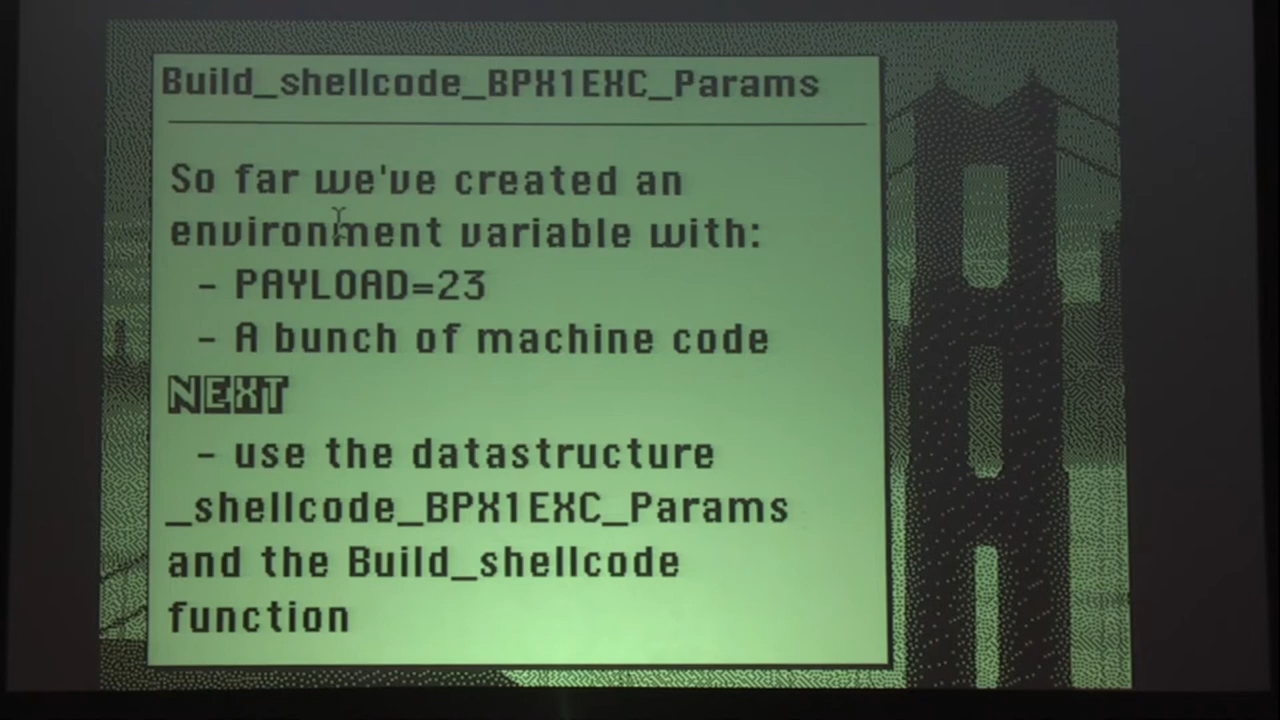 Build_shellcode_BPX1EXC_Params
So far we've created an
environment variable with:
- PAYLOAD=23
- A bunch of machine code
NEXT
- use the datastructure
_shellcode_BPX1EXC_Params
and the Build_shellcode
function